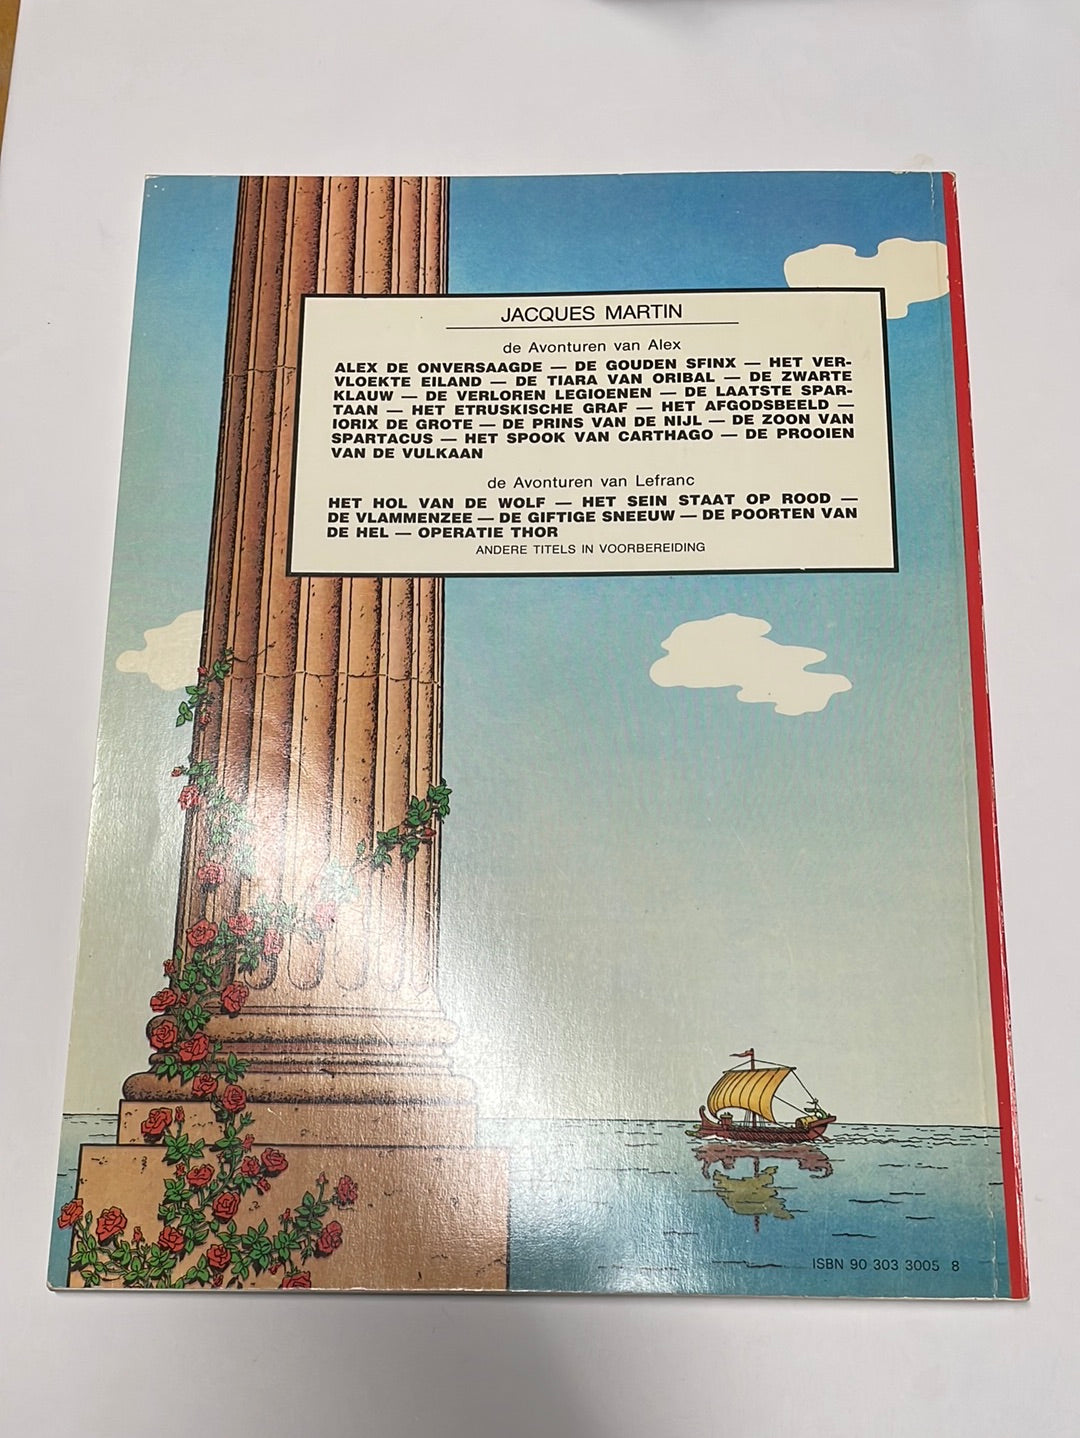 JACQUES MARTIN
de Avonturen van Alex
ALEX DE ONVERSAAGDE — DE GOUDEN SFINX — HET VER-
VLOEKTE EILAND — DE TIARA VAN ORIBAL — DE ZWARTE
KLAUW — DE VERLOREN LEGIOENEN — DE LAATSTE SPAR-
TAAN — HET ETRUSKISCHE GRAF — HET AFGODSBEELD —
IORIX DE GROTE — DE PRINS VAN DE NIJL — DE ZOON VAN
SPARTACUS — HET SPOOK VAN CARTHAGO — DE PROOIEN
VAN DE VULKAAN
de Avonturen van Lefranc
HET HOL VAN DE WOLF — HET SEIN STAAT OP ROOD —
DE VLAMMENZEE — DE GIFTIGE SNEEUW — DE POORTEN VAN
DE HEL — OPERATIE THOR
ANDERE TITELS IN VOORBEREIDING
ISBN 90 303 3005 8